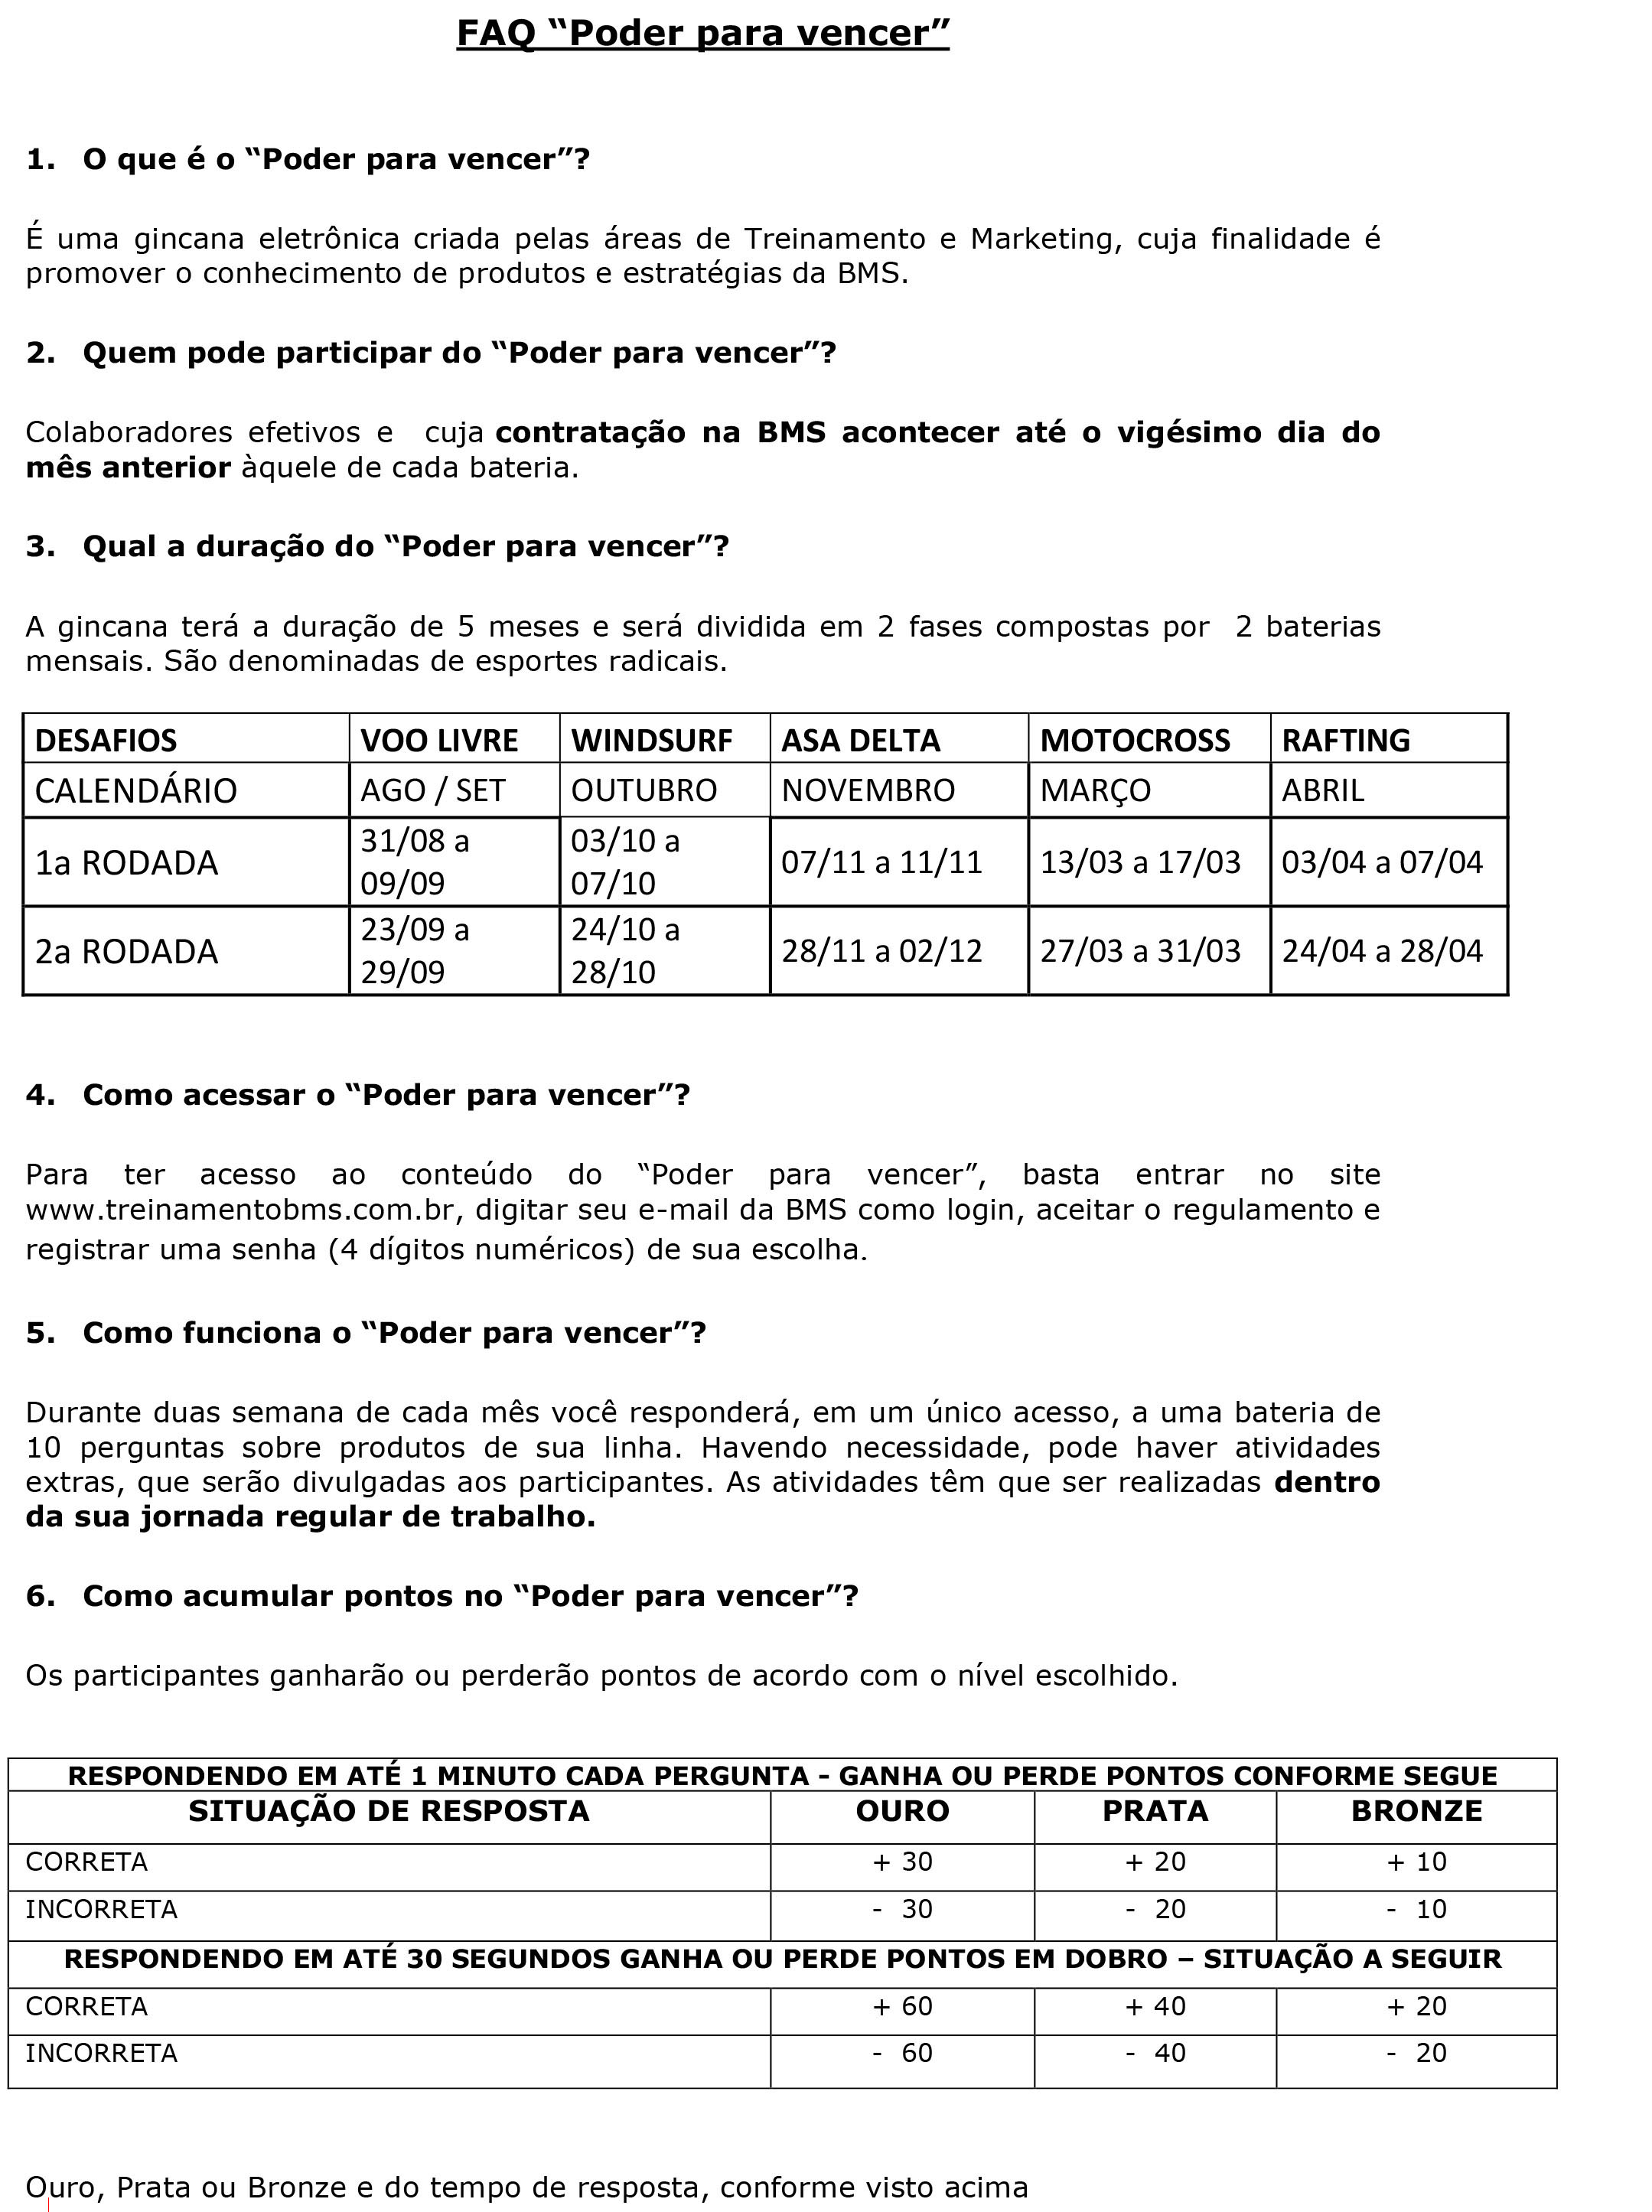 FAQ “Poder para vencer”
1. O que é o “Poder para vencer”?
É uma gincana eletrônica criada pelas áreas de Treinamento e Marketing, cuja finalidade é
promover o conhecimento de produtos e estratégias da BMS.
2. Quem pode participar do “Poder para vencer”?
Colaboradores efetivos e cuja contratação na BMS acontecer até o vigésimo dia do
mês anterior àquele de cada bateria.
3. Qual a duração do “Poder para vencer”?
A gincana terá a duração de 5 meses e será dividida em 2 fases compostas por 2 baterias
mensais. São denominadas de esportes radicais.
DESAFIOS VOO LIVRE WINDSURF ASA DELTA MOTOCROSS RAFTING
CALENDÁRIO AGO / SET OUTUBRO NOVEMBRO MARÇO ABRIL
1a RODADA 31/08 a 09/09 03/10 a 07/10 07/11 a 11/11 13/03 a 17/03 03/04 a 07/04
2a RODADA 23/09 a 29/09 24/10 a 28/10 28/11 a 02/12 27/03 a 31/03 24/04 a 28/04
4. Como acessar o “Poder para vencer”?
Para ter acesso ao conteúdo do “Poder para vencer”, basta entrar no site
www.treinamentobms.com.br, digitar seu e-mail da BMS como login, aceitar o regulamento e
registrar uma senha (4 dígitos numéricos) de sua escolha.
5. Como funciona o “Poder para vencer”?
Durante duas semana de cada mês você responderá, em um único acesso, a uma bateria de
10 perguntas sobre produtos de sua linha. Havendo necessidade, pode haver atividades
extras, que serão divulgadas aos participantes. As atividades têm que ser realizadas dentro
da sua jornada regular de trabalho.
6. Como acumular pontos no “Poder para vencer”?
Os participantes ganharão ou perderão pontos de acordo com o nível escolhido.
RESPONDENDO EM ATÉ 1 MINUTO CADA PERGUNTA - GANHA OU PERDE PONTOS CONFORME SEGUE
SITUAÇÃO DE RESPOSTA OURO PRATA BRONZE
CORRETA + 30 + 20 + 10
INCORRETA - 30 - 20 - 10
RESPONDENDO EM ATÉ 30 SEGUNDOS GANHA OU PERDE PONTOS EM DOBRO – SITUAÇÃO A SEGUIR
CORRETA + 60 + 40 + 20
INCORRETA - 60 - 40 - 20
Ouro, Prata ou Bronze e do tempo de resposta, conforme visto acima